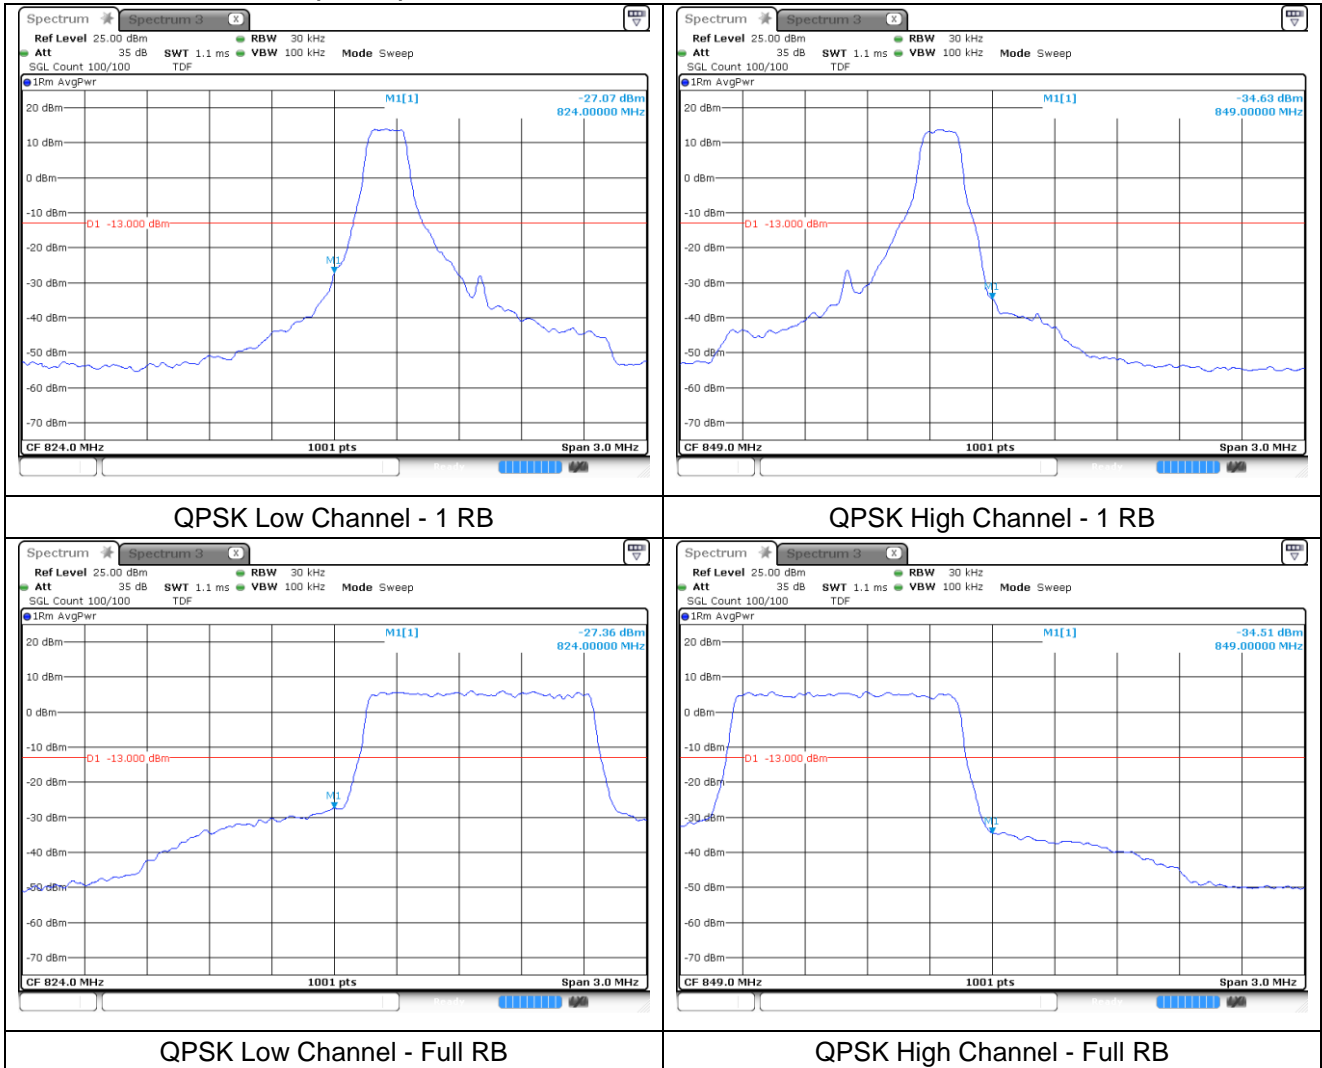 Spectrum Spectrum 3 X
Ref Level 25.00 dBm RBW 30 kHz
Att 35 dB SWT 1.1 ms VBW 100 kHz Mode Sweep
SGL Count 100/100 TDF
1Rm AvgPwr
M1[1] -27.07 dBm
824.00000 MHz
20 dBm
10 dBm
0 dBm
-10 dBm
D1 -13.000 dBm
-20 dBm
M1
-30 dBm
-40 dBm
-50 dBm
-60 dBm
-70 dBm
CF 824.0 MHz 1001 pts Span 3.0 MHz
QPSK Low Channel - 1 RB
Spectrum Spectrum 3 X
Ref Level 25.00 dBm RBW 30 kHz
Att 35 dB SWT 1.1 ms VBW 100 kHz Mode Sweep
SGL Count 100/100 TDF
1Rm AvgPwr
M1[1] -34.63 dBm
849.00000 MHz
20 dBm
10 dBm
0 dBm
-10 dBm
D1 -13.000 dBm
-20 dBm
-30 dBm
M1
-40 dBm
-50 dBm
-60 dBm
-70 dBm
CF 849.0 MHz 1001 pts Span 3.0 MHz
QPSK High Channel - 1 RB
Spectrum Spectrum 3 X
Ref Level 25.00 dBm RBW 30 kHz
Att 35 dB SWT 1.1 ms VBW 100 kHz Mode Sweep
SGL Count 100/100 TDF
1Rm AvgPwr
M1[1] -27.36 dBm
824.00000 MHz
20 dBm
10 dBm
0 dBm
-10 dBm
D1 -13.000 dBm
-20 dBm
M1
-30 dBm
-40 dBm
-50 dBm
-60 dBm
-70 dBm
CF 824.0 MHz 1001 pts Span 3.0 MHz
QPSK Low Channel - Full RB
Spectrum Spectrum 3 X
Ref Level 25.00 dBm RBW 30 kHz
Att 35 dB SWT 1.1 ms VBW 100 kHz Mode Sweep
SGL Count 100/100 TDF
1Rm AvgPwr
M1[1] -34.51 dBm
849.00000 MHz
20 dBm
10 dBm
0 dBm
-10 dBm
D1 -13.000 dBm
-20 dBm
-30 dBm
M1
-40 dBm
-50 dBm
-60 dBm
-70 dBm
CF 849.0 MHz 1001 pts Span 3.0 MHz
QPSK High Channel - Full RB